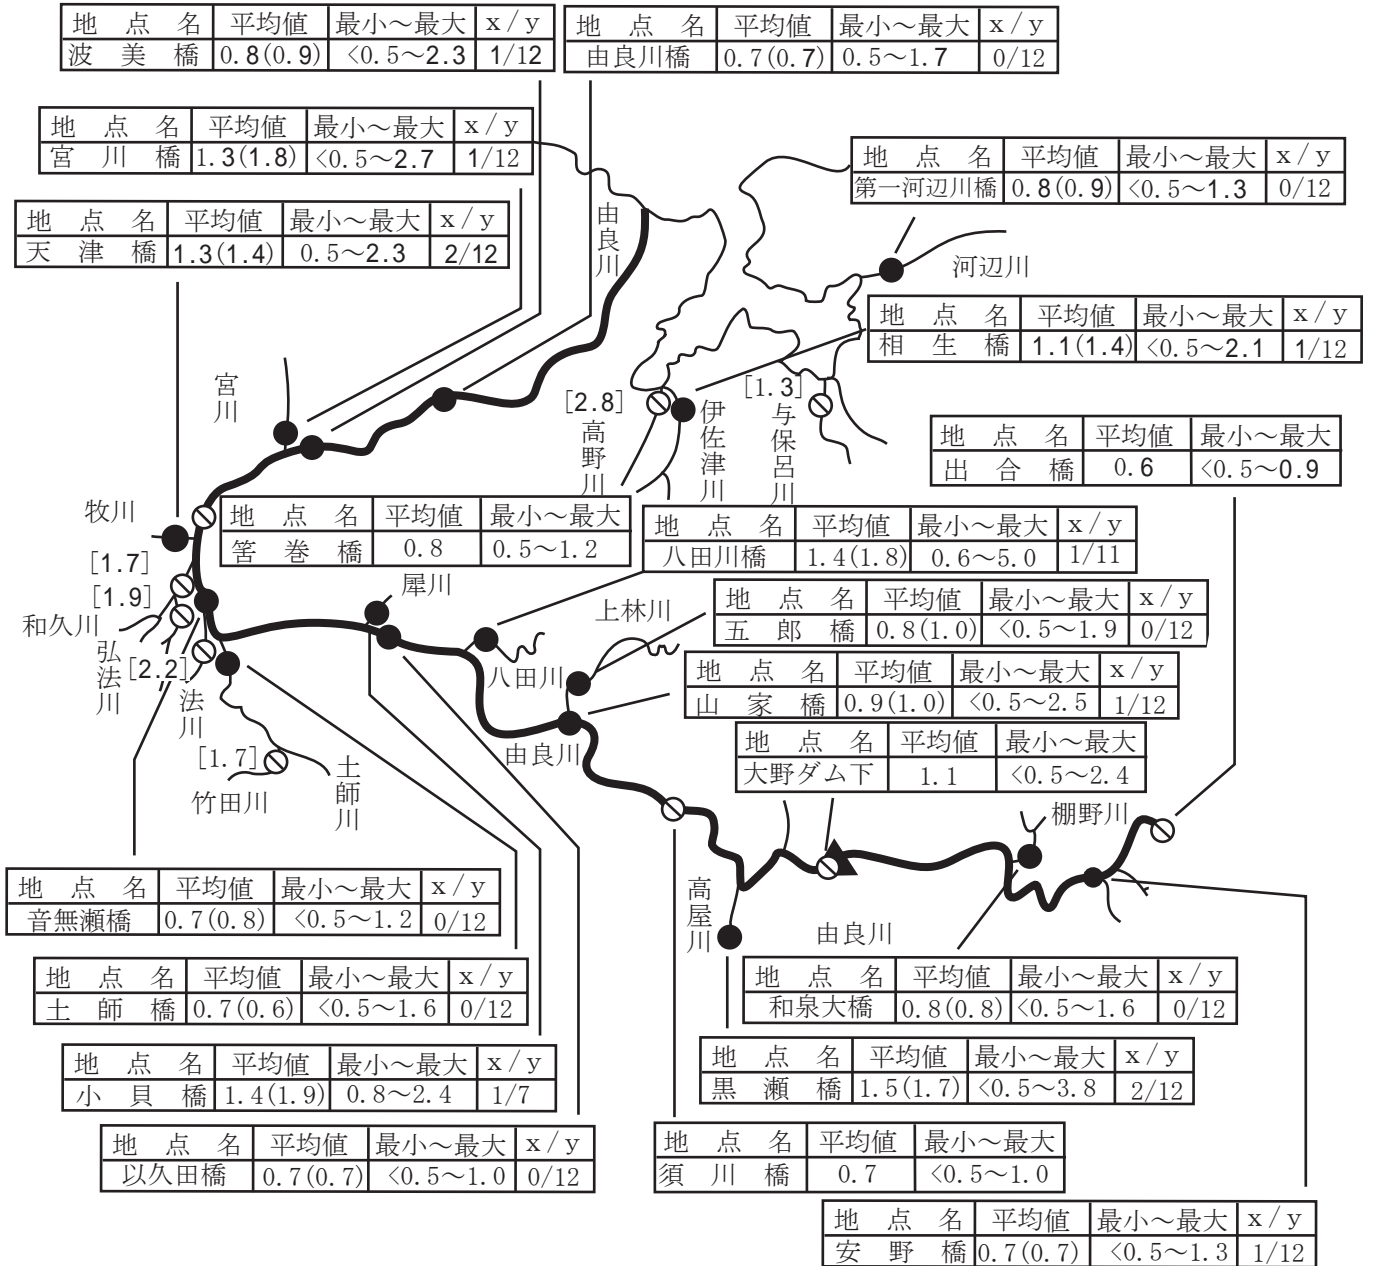 地点名 平均値 最小～最大 x/y
波美橋 0.8(0.9) <0.5～2.3 1/12
地点名 平均値 最小～最大 x/y
由良川橋 0.7(0.7) 0.5～1.7 0/12
地点名 平均値 最小～最大 x/y
宮川橋 1.3(1.8) <0.5～2.7 1/12
地点名 平均値 最小～最大 x/y
第一河辺川橋 0.8(0.9) <0.5～1.3 0/12
地点名 平均値 最小～最大 x/y
天津橋 1.3(1.4) 0.5～2.3 2/12
由良川
河辺川
地点名 平均値 最小～最大 x/y
相生橋 1.1(1.4) <0.5～2.1 1/12
宮川
[2.8]
高野川
伊佐津川
[1.3]
与保呂川
地点名 平均値 最小～最大
出合橋 0.6 <0.5～0.9
牧川
地点名 平均値 最小～最大
筈巻橋 0.8 0.5～1.2
地点名 平均値 最小～最大 x/y
八田川橋 1.4(1.8) 0.6～5.0 1/11
[1.7]
[1.9]
和久川
犀川
上林川
地点名 平均値 最小～最大 x/y
五郎橋 0.8(1.0) <0.5～1.9 0/12
弘法川
[2.2]
法川
八田川
地点名 平均値 最小～最大 x/y
山家橋 0.9(1.0) <0.5～2.5 1/12
由良川
地点名 平均値 最小～最大
大野ダム下 1.1 <0.5～2.4
[1.7]
竹田川
土師川
棚野川
地点名 平均値 最小～最大 x/y
音無瀬橋 0.7(0.8) <0.5～1.2 0/12
高屋川
由良川
地点名 平均値 最小～最大 x/y
土師橋 0.7(0.6) <0.5～1.6 0/12
地点名 平均値 最小～最大 x/y
和泉大橋 0.8(0.8) <0.5～1.6 0/12
地点名 平均値 最小～最大 x/y
小貝橋 1.4(1.9) 0.8～2.4 1/7
地点名 平均値 最小～最大 x/y
黒瀬橋 1.5(1.7) <0.5～3.8 2/12
地点名 平均値 最小～最大 x/y
以久田橋 0.7(0.7) <0.5～1.0 0/12
地点名 平均値 最小～最大
須川橋 0.7 <0.5～1.0
地点名 平均値 最小～最大 x/y
安野橋 0.7(0.7) <0.5～1.3 1/12